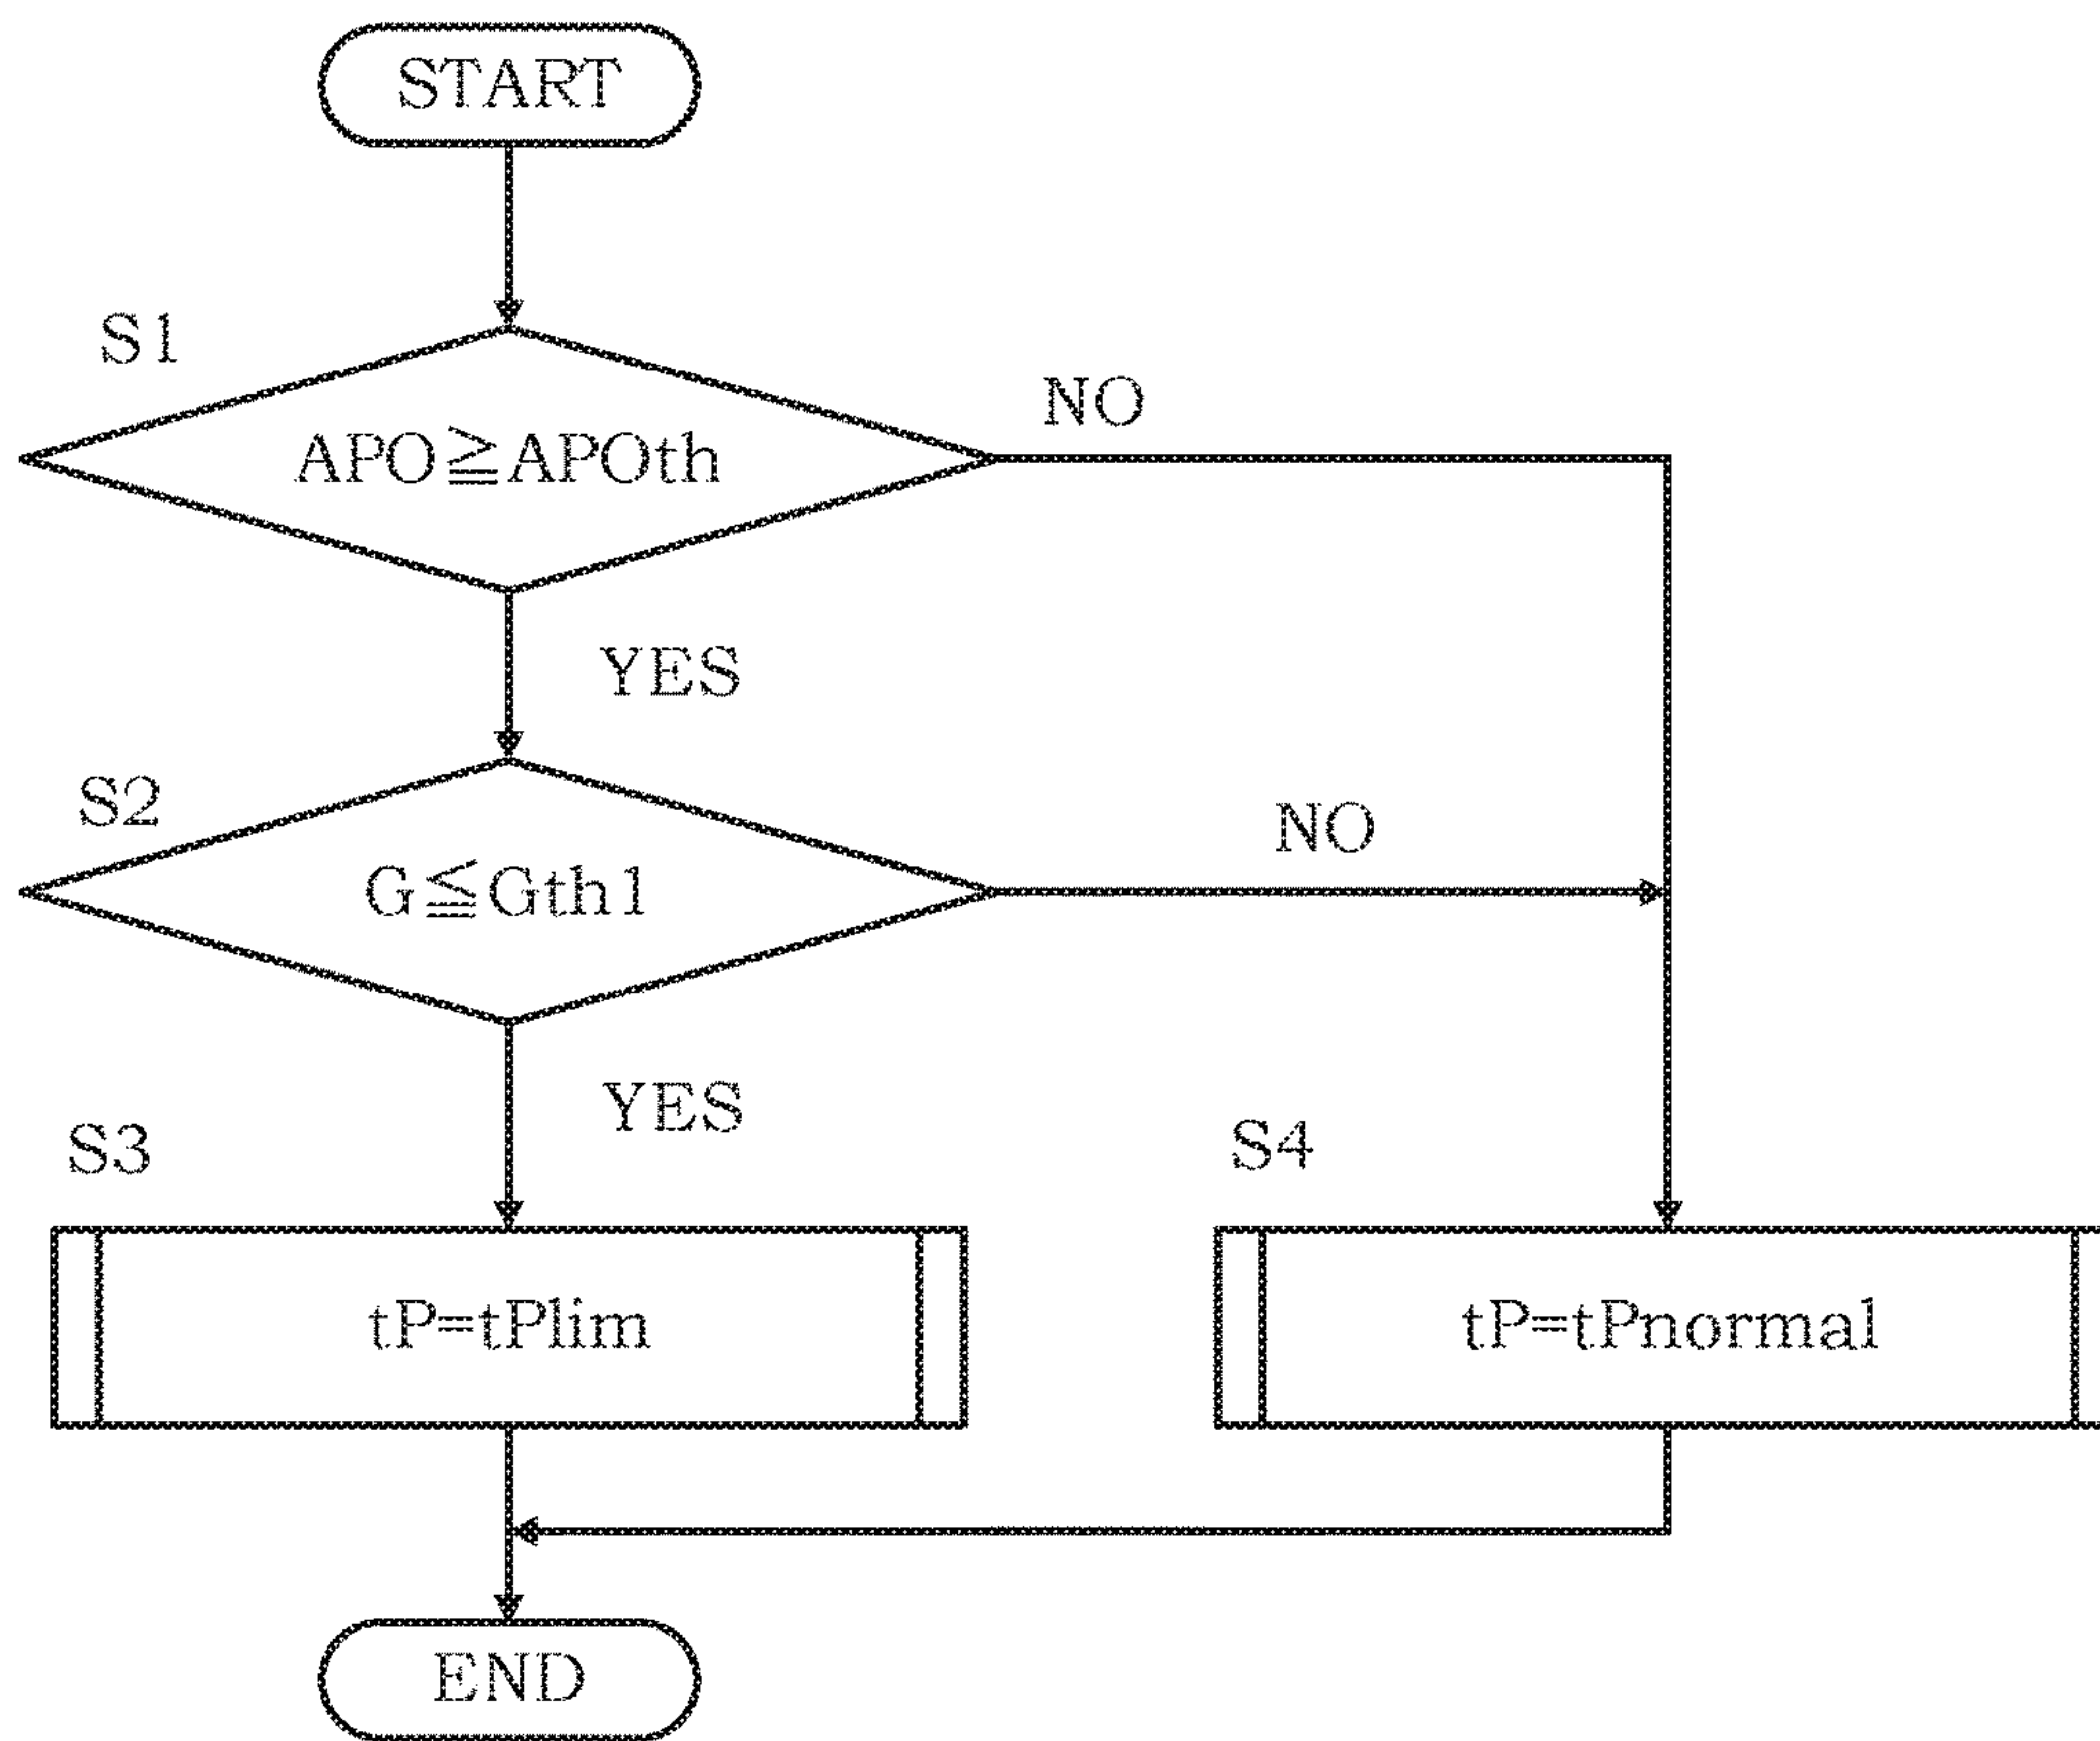 START
S1
APO≧APOth
NO
YES
S2
G≦Gth1
NO
YES
S3
tP=tPlim
S4
tP=tPnormal
END